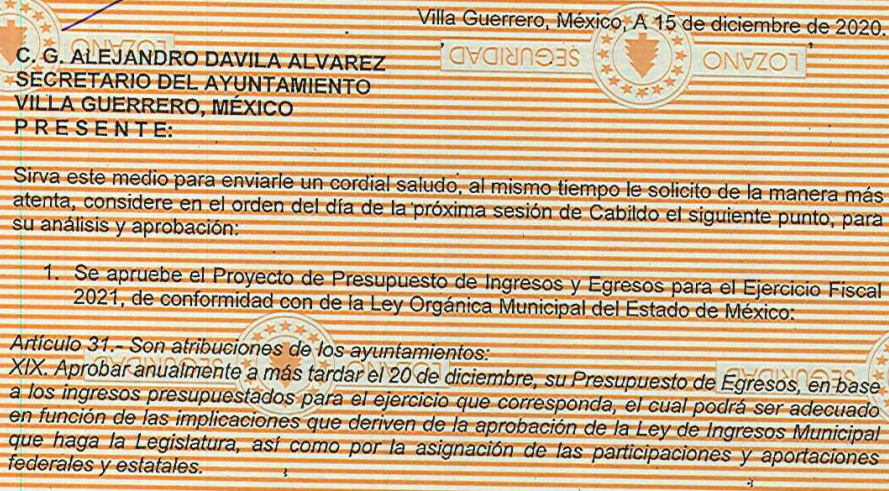 Villa Guerrero, México, A 15 de diciembre de 2020.
LOZANO
SEGURIDAD
SEGURIDAD
LOZANO
C. G. ALEJANDRO DAVILA ALVAREZ
SECRETARIO DEL AYUNTAMIENTO
VILLA GUERRERO, MÉXICO
P R E S E N T E:
Sirva este medio para enviarle un cordial saludo, al mismo tiempo le solicito de la manera más
atenta, considere en el orden del día de la próxima sesión de Cabildo el siguiente punto, para
su análisis y aprobación:
1. Se apruebe el Proyecto de Presupuesto de Ingresos y Egresos para el Ejercicio Fiscal
2021, de conformidad con de la Ley Orgánica Municipal del Estado de México:
Artículo 31.- Son atribuciones de los ayuntamientos:
XIX. Aprobar anualmente a más tardar el 20 de diciembre, su Presupuesto de Egresos, en base
a los ingresos presupuestados para el ejercicio que corresponda, el cual podrá ser adecuado
en función de las implicaciones que deriven de la aprobación de la Ley de Ingresos Municipal
que haga la Legislatura, así como por la asignación de las participaciones y aportaciones
federales y estatales.